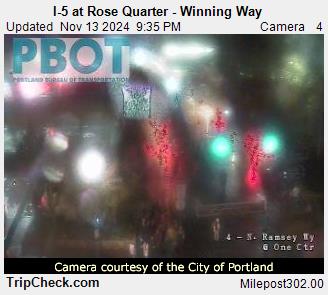 I-5 at Rose Quarter - Winning Way
Updated Nov 13 2024 9:35 PM Camera 4
PBOT
PORTLAND BUREAU OF TRANSPORTATION
4 - N. Ramsey Wy
@ One Ctr
Camera courtesy of the City of Portland
TripCheck.com Milepost302.00